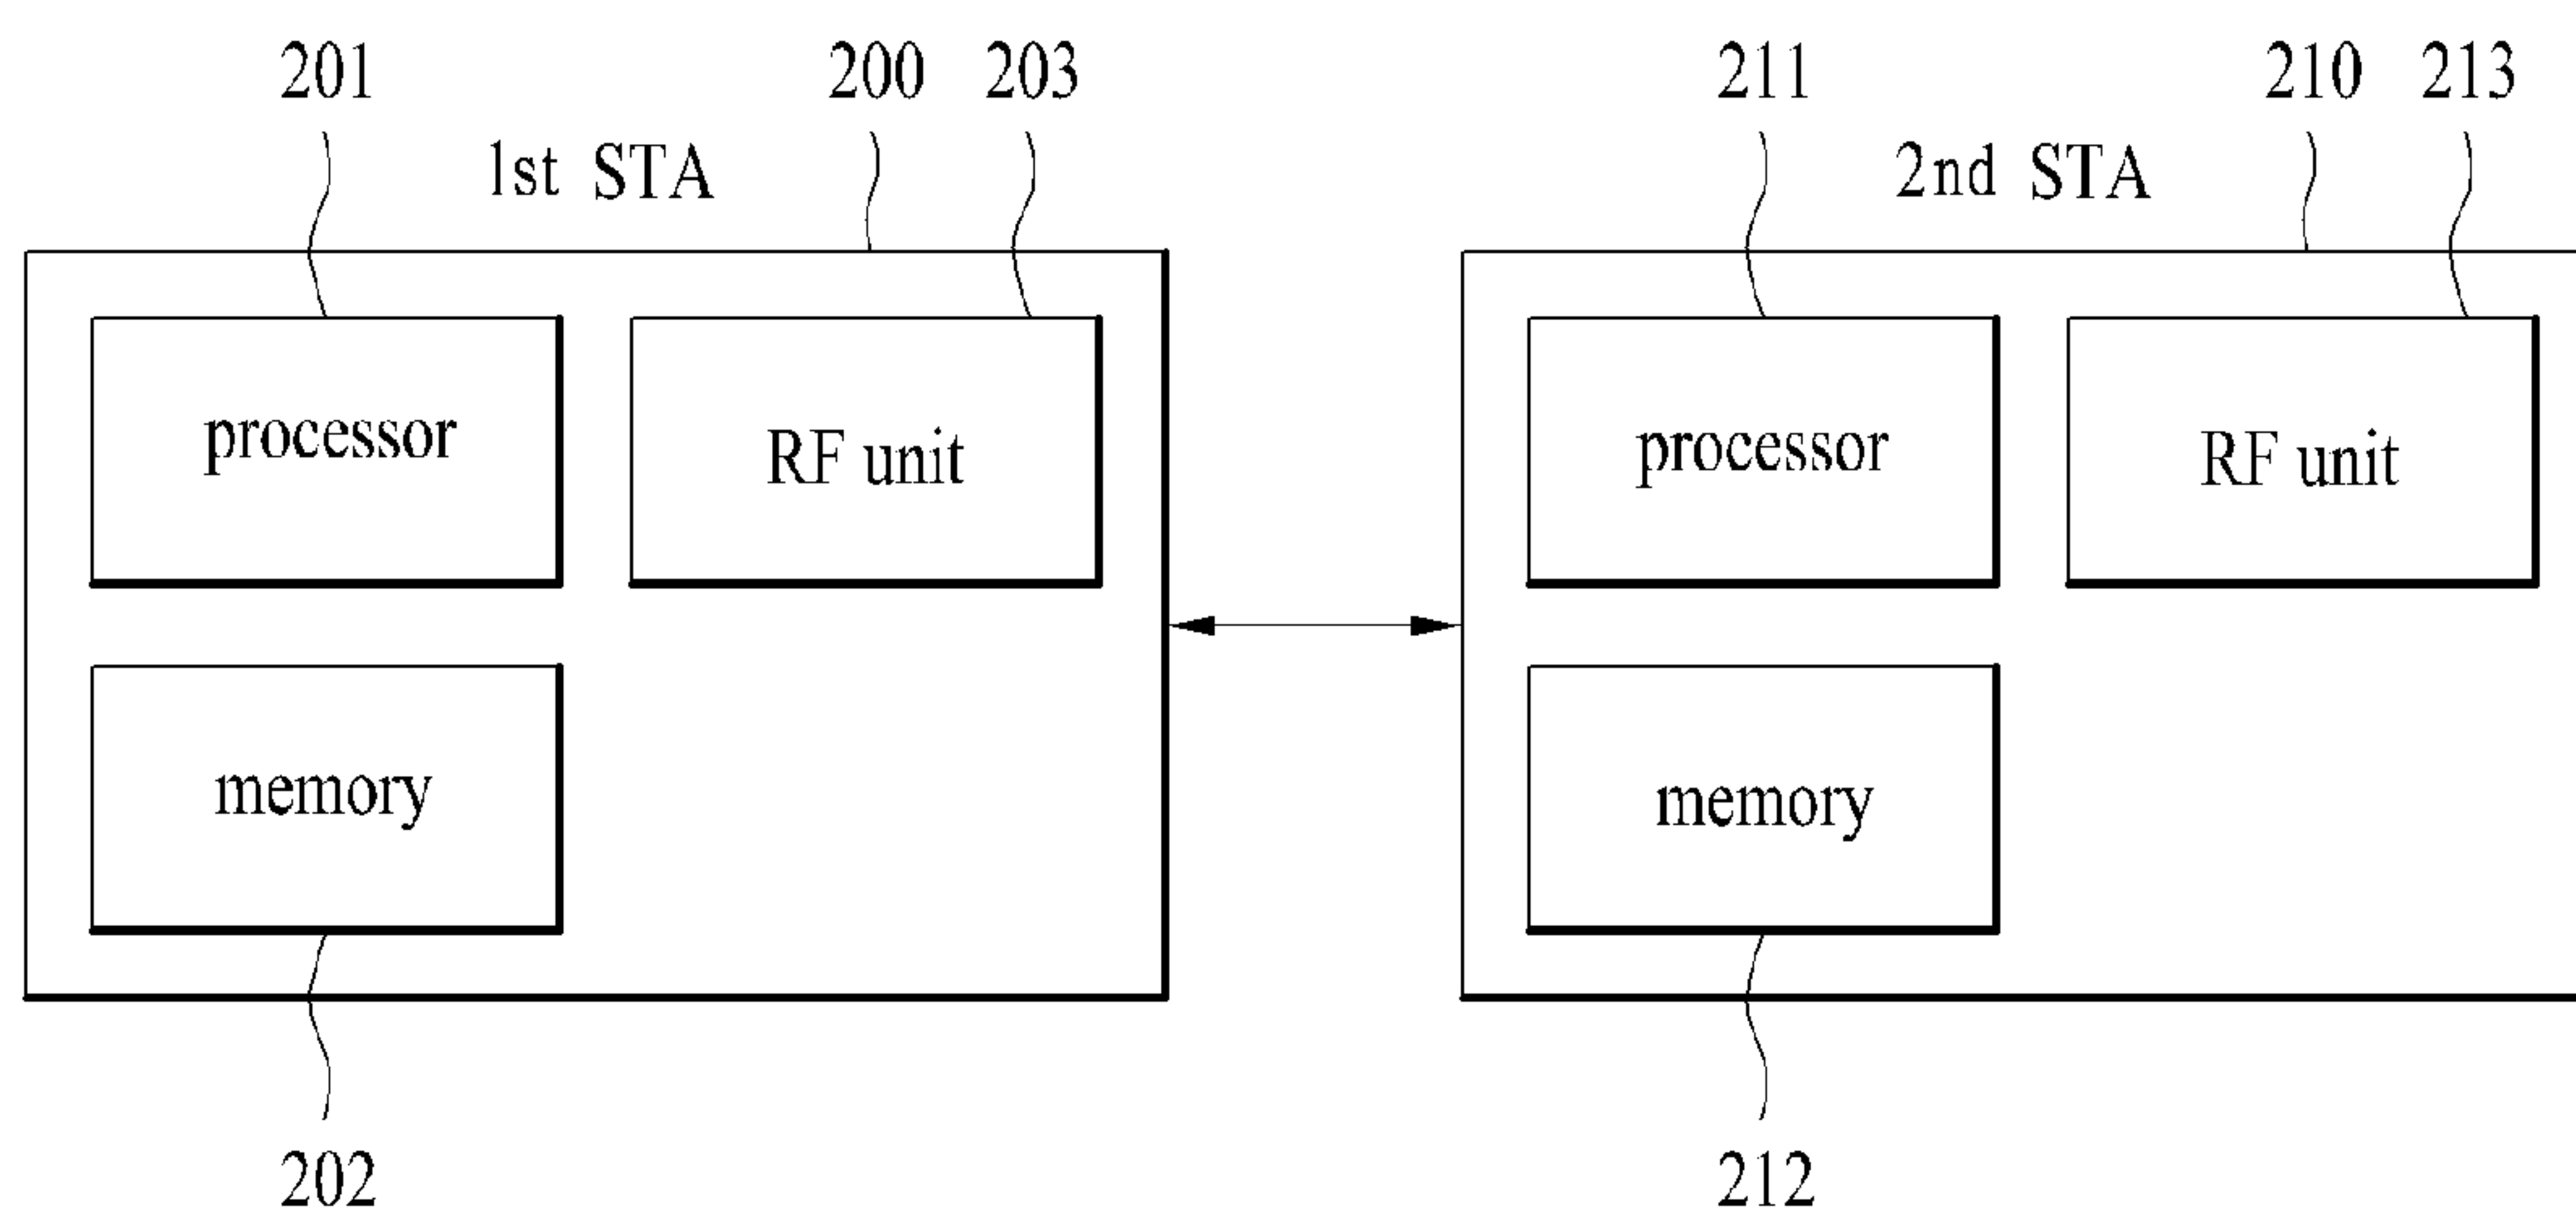 201 200 203 211 210 213
1st STA 2nd STA
processor RF unit processor RF unit
memory memory
202 212